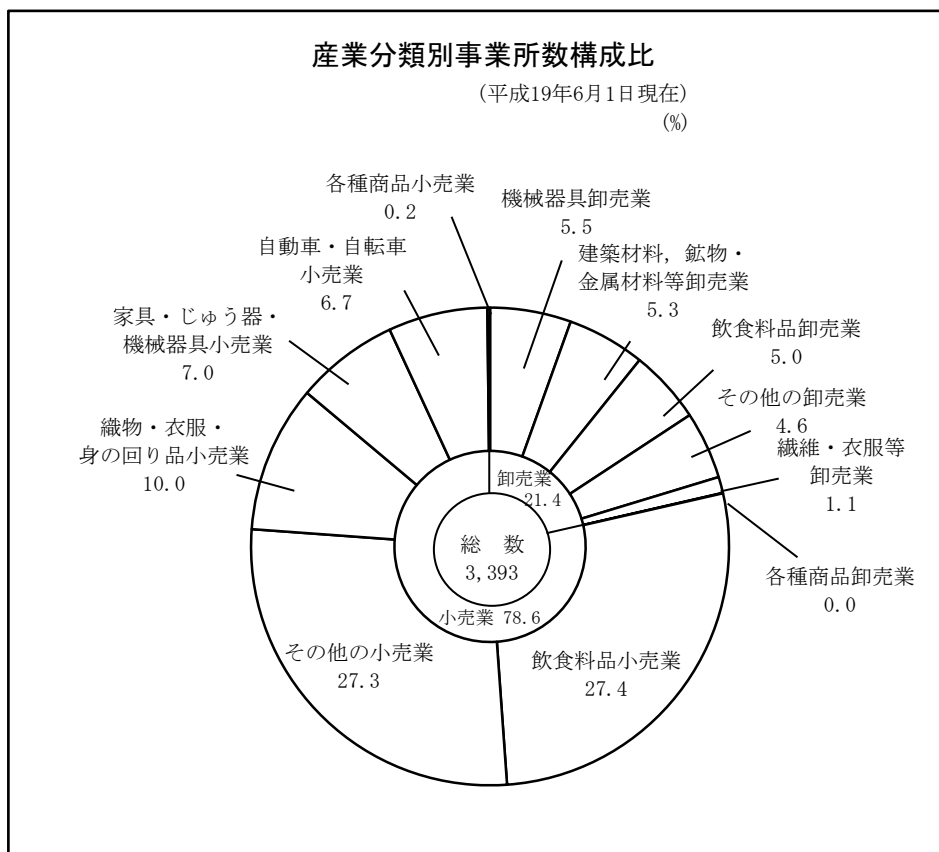 産業分類別事業所数構成比
(平成19年6月1日現在)
(%)
各種商品小売業
0.2
機械器具卸売業
5.5
自動車・自転車
小売業
6.7
建築材料，鉱物・
金属材料等卸売業
5.3
家具・じゅう器・
機械器具小売業
7.0
飲食料品卸売業
5.0
その他の卸売業
4.6
織物・衣服・
身の回り品小売業
10.0
繊維・衣服等
卸売業
1.1
卸売業
21.4
総　数
3,393
各種商品卸売業
0.0
小売業 78.6
その他の小売業
27.3
飲食料品小売業
27.4